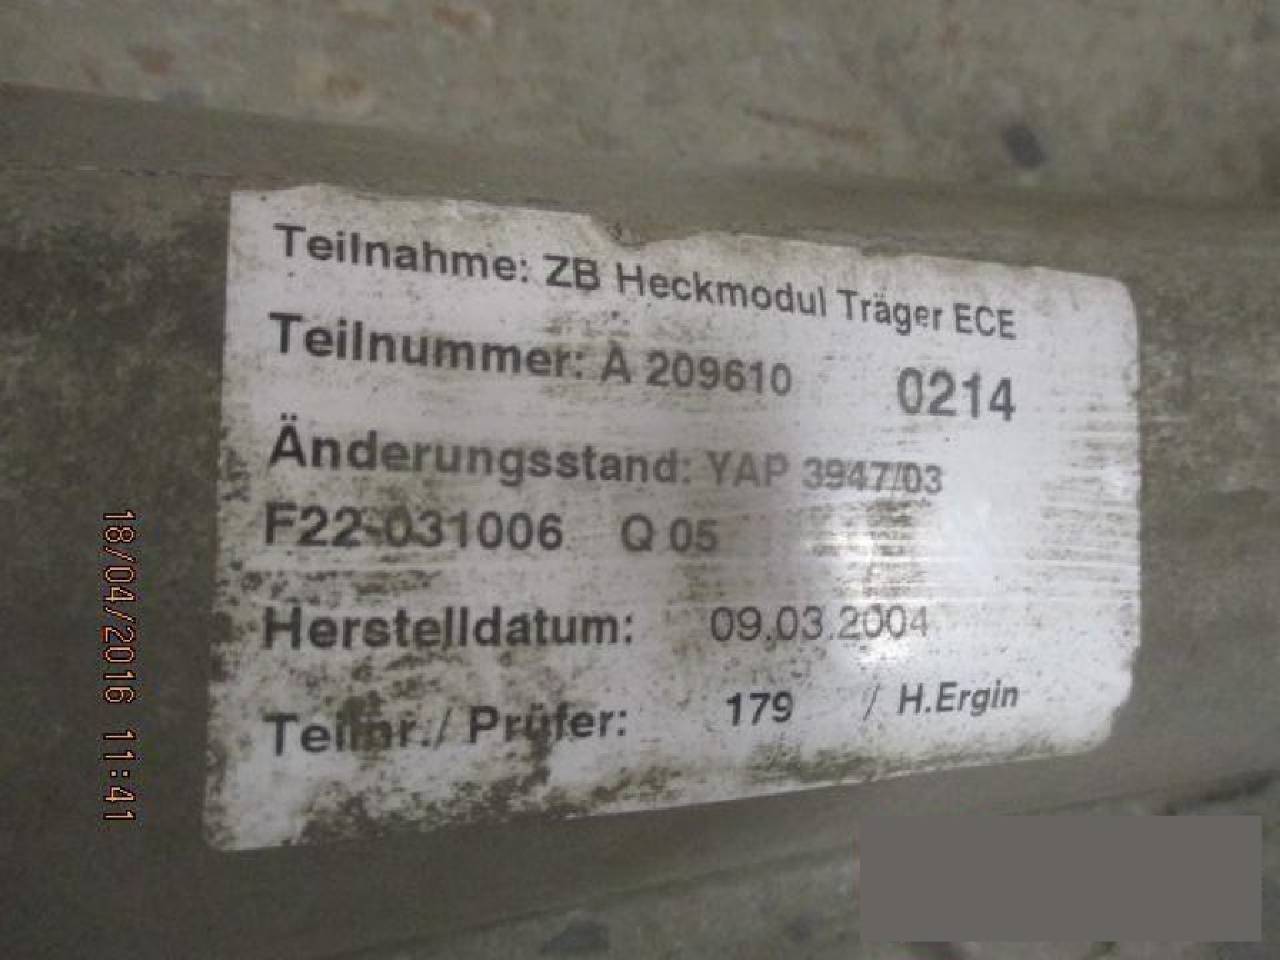 Teilnahme: ZB Heckmodul Träger ECE
Teilnummer: A 209610 0214
Änderungsstand: YAP 3947/03
F22-031006 Q 05
Herstelldatum: 09.03.2004
Teilnr./ Prüfer: 179 / H.Ergin
18/04/2016 11:41